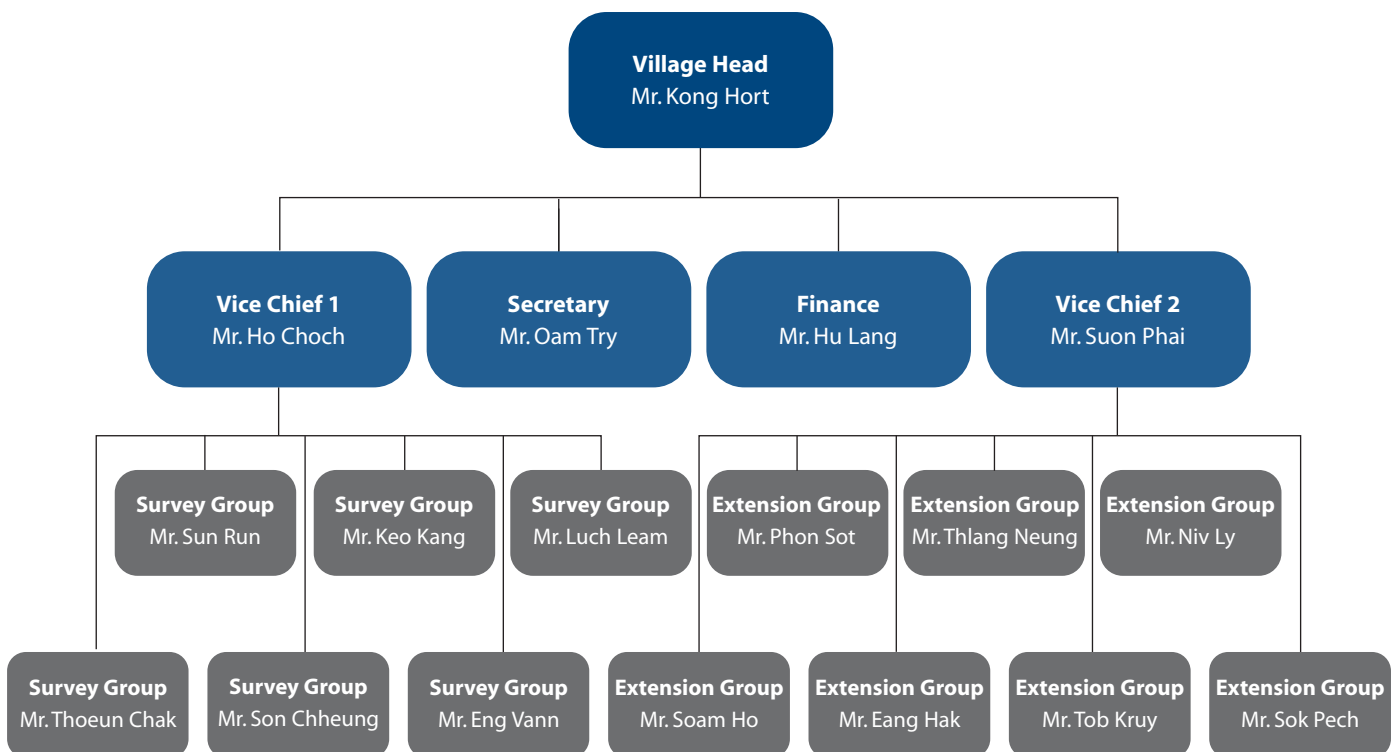 Village Head
Mr. Kong Hort
Vice Chief 1
Mr. Ho Choch
Secretary
Mr. Oam Try
Finance
Mr. Hu Lang
Vice Chief 2
Mr. Suon Phai
Survey Group
Mr. Sun Run
Survey Group
Mr. Keo Kang
Survey Group
Mr. Luch Leam
Extension Group
Mr. Phon Sot
Extension Group
Mr. Thlang Neung
Extension Group
Mr. Niv Ly
Survey Group
Mr. Thoeun Chak
Survey Group
Mr. Son Chheung
Survey Group
Mr. Eng Vann
Extension Group
Mr. Soam Ho
Extension Group
Mr. Eang Hak
Extension Group
Mr. Tob Kruy
Extension Group
Mr. Sok Pech